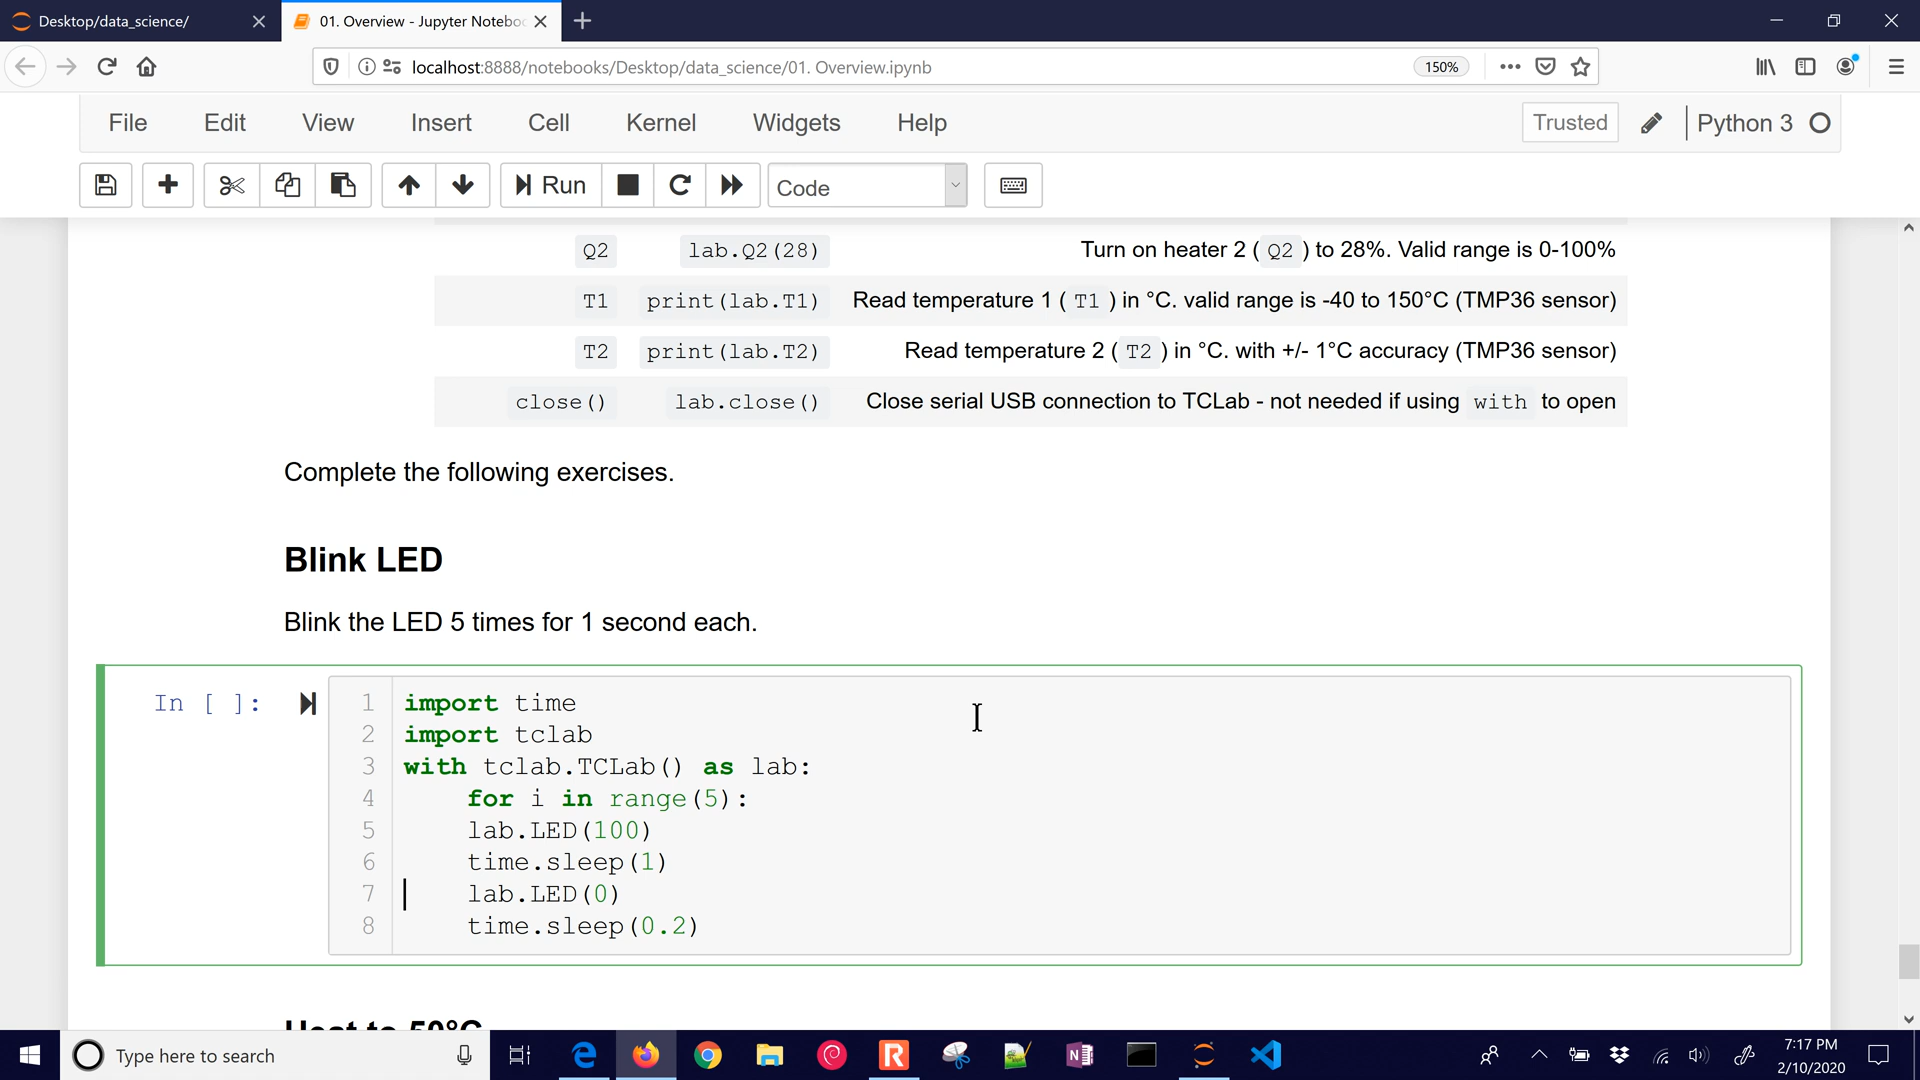 Desktop/data_science/
01. Overview - Jupyter Noteboo
localhost:8888/notebooks/Desktop/data_science/01. Overview.ipynb
150%
File Edit View Insert Cell Kernel Widgets Help
Trusted
Python 3
Run
Code
Q2 lab.Q2(28) Turn on heater 2 ( Q2 ) to 28%. Valid range is 0-100%
T1 print(lab.T1) Read temperature 1 ( T1 ) in °C. valid range is -40 to 150°C (TMP36 sensor)
T2 print(lab.T2) Read temperature 2 ( T2 ) in °C. with +/- 1°C accuracy (TMP36 sensor)
close() lab.close() Close serial USB connection to TCLab - not needed if using with to open
Complete the following exercises.
Blink LED
Blink the LED 5 times for 1 second each.
In [ ]:
1 import time
2 import tclab
3 with tclab.TCLab() as lab:
4 for i in range(5):
5 lab.LED(100)
6 time.sleep(1)
7 lab.LED(0)
8 time.sleep(0.2)
Heat to 50°C
Type here to search
7:17 PM
2/10/2020